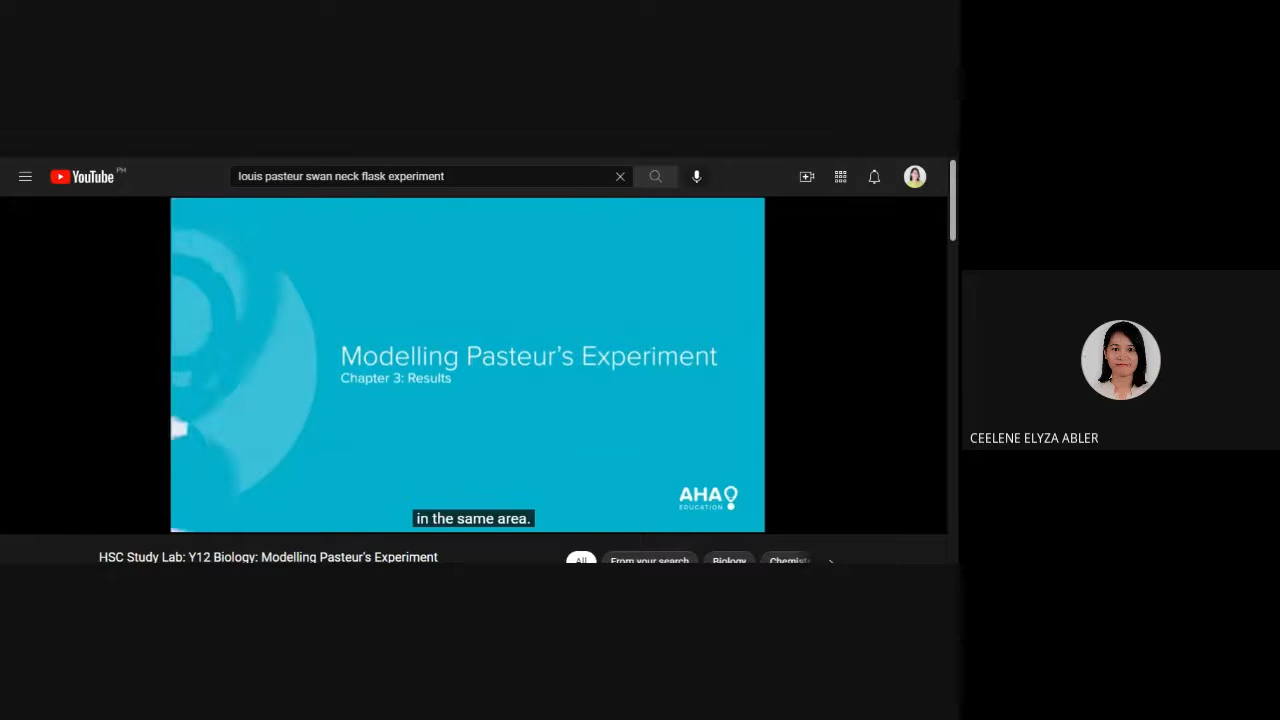 YouTube PH
louis pasteur swan neck flask experiment
Modelling Pasteur's Experiment
Chapter 3: Results
AHA
EDUCATION
in the same area.
CEELENE ELYZA ABLER
HSC Study Lab: Y12 Biology: Modelling Pasteur's Experiment
All
From your search
Biology